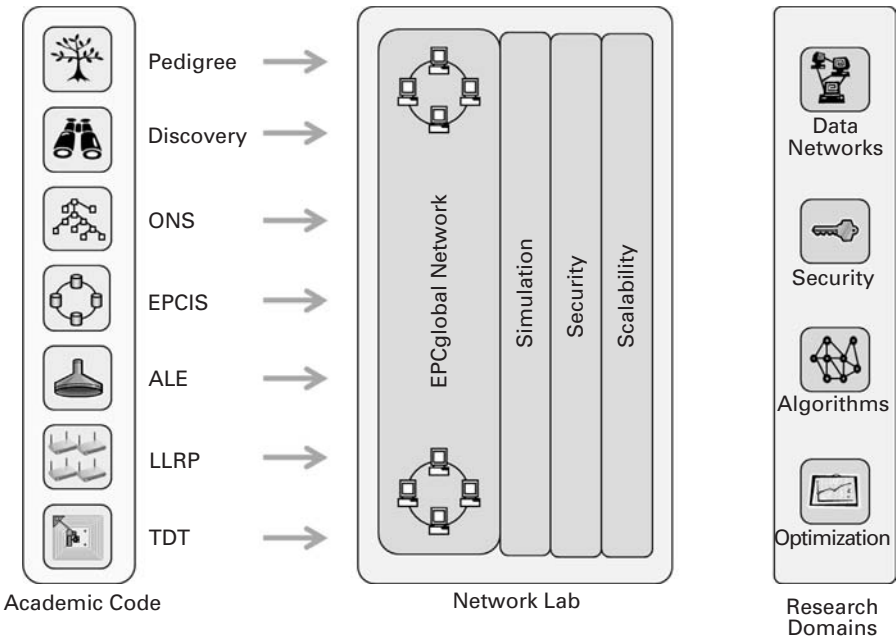 Pedigree
Discovery
ONS
EPCIS
ALE
LLRP
TDT
Academic Code
EPCglobal Network
Simulation
Security
Scalability
Network Lab
Data
Networks
Security
Algorithms
Optimization
Research
Domains